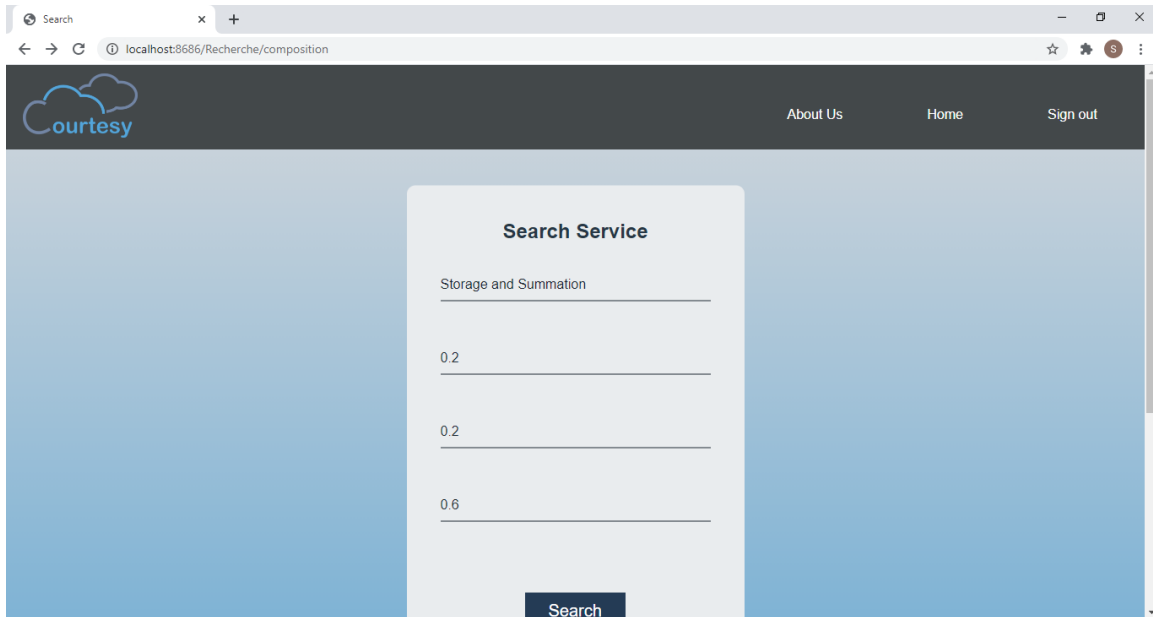 Search
localhost:8686/Recherche/composition
S
Courtesy
About Us Home Sign out
Search Service
Storage and Summation
0.2
0.2
0.6
Search